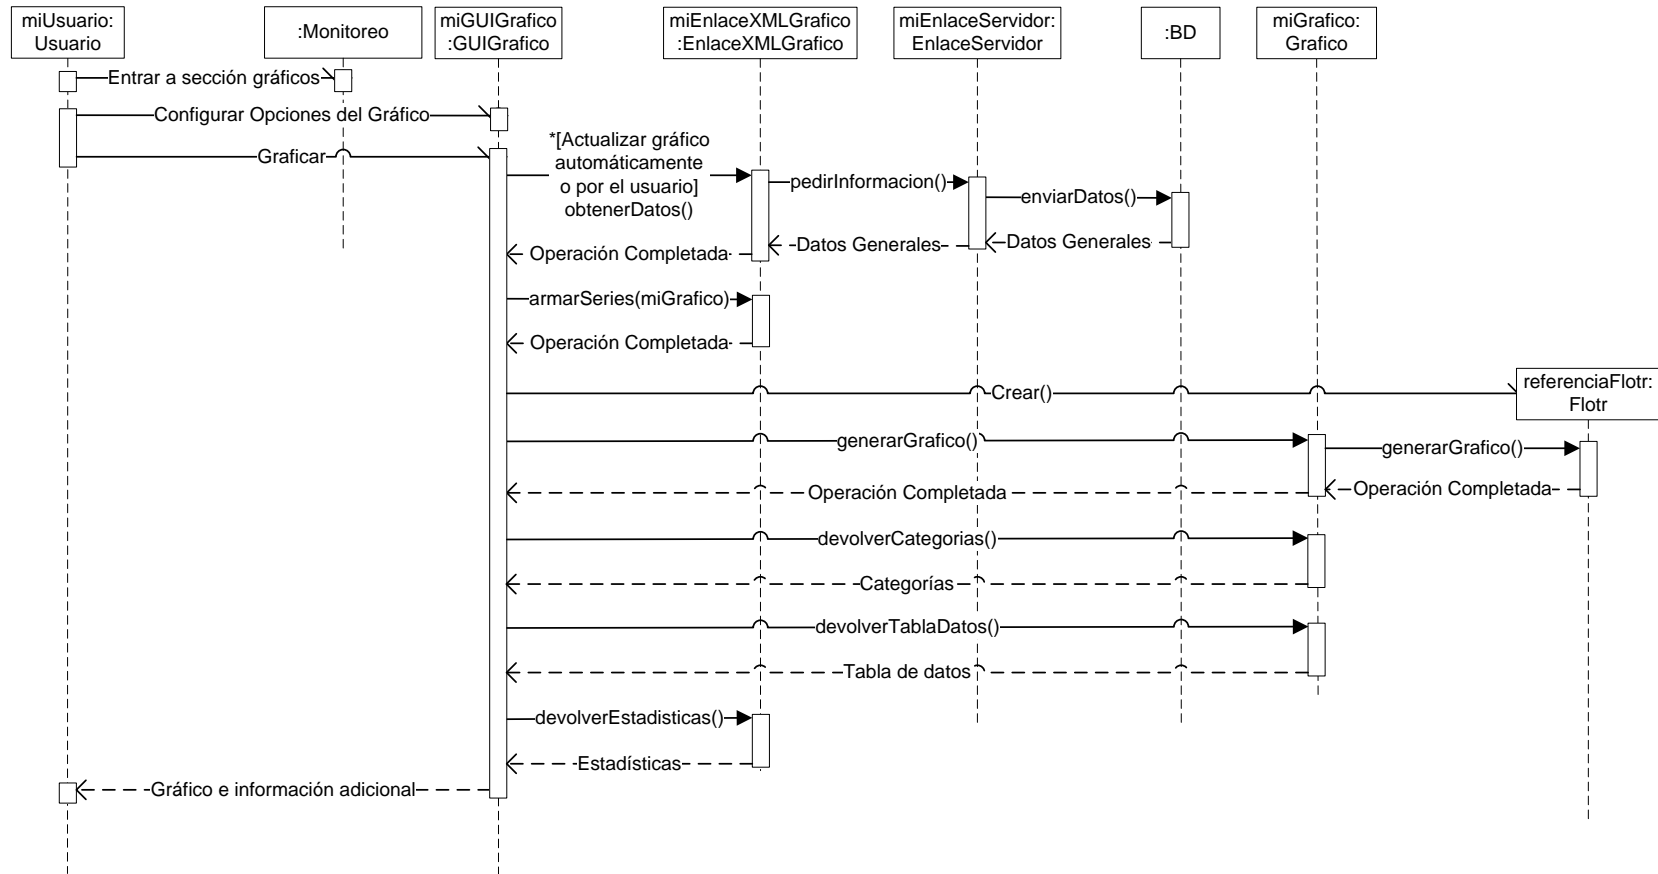 miUsuario:
Usuario
:Monitoreo
miGUIGrafico
:GUIGrafico
miEnlaceXMLGrafico
:EnlaceXMLGrafico
miEnlaceServidor:
EnlaceServidor
:BD
miGrafico:
Grafico
Entrar a sección gráficos
Configurar Opciones del Gráfico
Graficar
*[Actualizar gráfico
automáticamente
o por el usuario]
obtenerDatos()
pedirInformacion()
enviarDatos()
Datos Generales
Datos Generales
Operación Completada
armarSeries(miGrafico)
Operación Completada
Crear()
referenciaFlotr:
Flotr
generarGrafico()
generarGrafico()
Operación Completada
Operación Completada
devolverCategorias()
Categorías
devolverTablaDatos()
Tabla de datos
devolverEstadisticas()
Estadísticas
Gráfico e información adicional